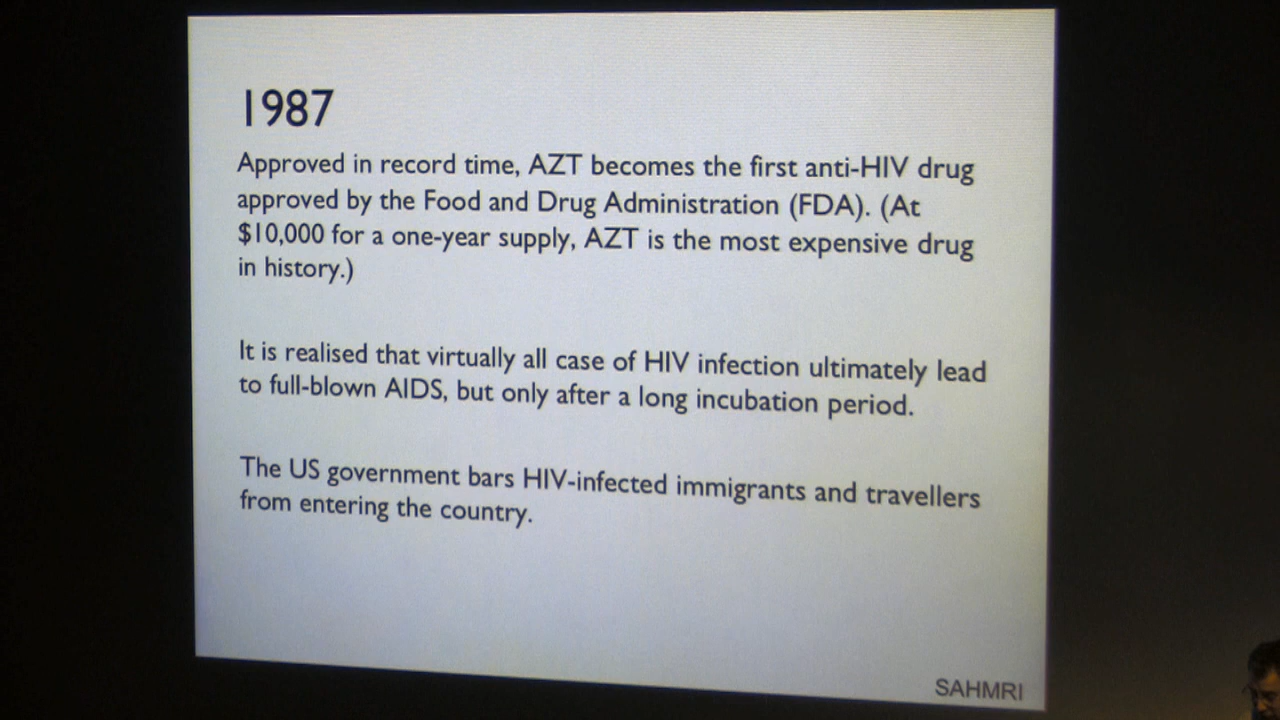 1987
Approved in record time, AZT becomes the first anti-HIV drug
approved by the Food and Drug Administration (FDA). (At
$10,000 for a one-year supply, AZT is the most expensive drug
in history.)
It is realised that virtually all case of HIV infection ultimately lead
to full-blown AIDS, but only after a long incubation period.
The US government bars HIV-infected immigrants and travellers
from entering the country.
SAHMRI